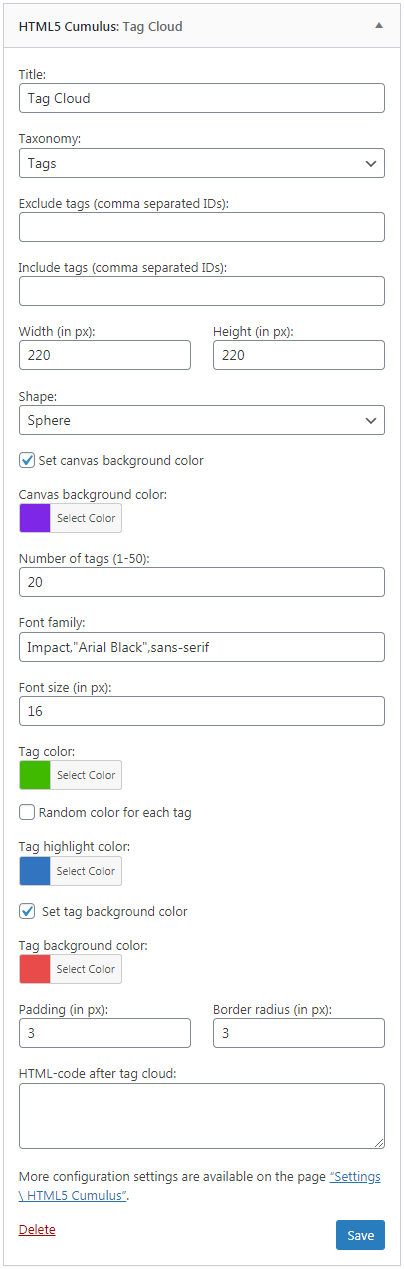 HTML5 Cumulus: Tag Cloud
Title:
Tag Cloud
Taxonomy:
Tags
Exclude tags (comma separated IDs):
Include tags (comma separated IDs):
Width (in px): Height (in px):
220 220
Shape:
Sphere
Set canvas background color
Canvas background color:
Select Color
Number of tags (1-50):
20
Font family:
Impact,"Arial Black",sans-serif
Font size (in px):
16
Tag color:
Select Color
Random color for each tag
Tag highlight color:
Select Color
Set tag background color
Tag background color:
Select Color
Padding (in px): Border radius (in px):
3 3
HTML-code after tag cloud:
More configuration settings are available on the page “Settings
\ HTML5 Cumulus”.
Delete Save